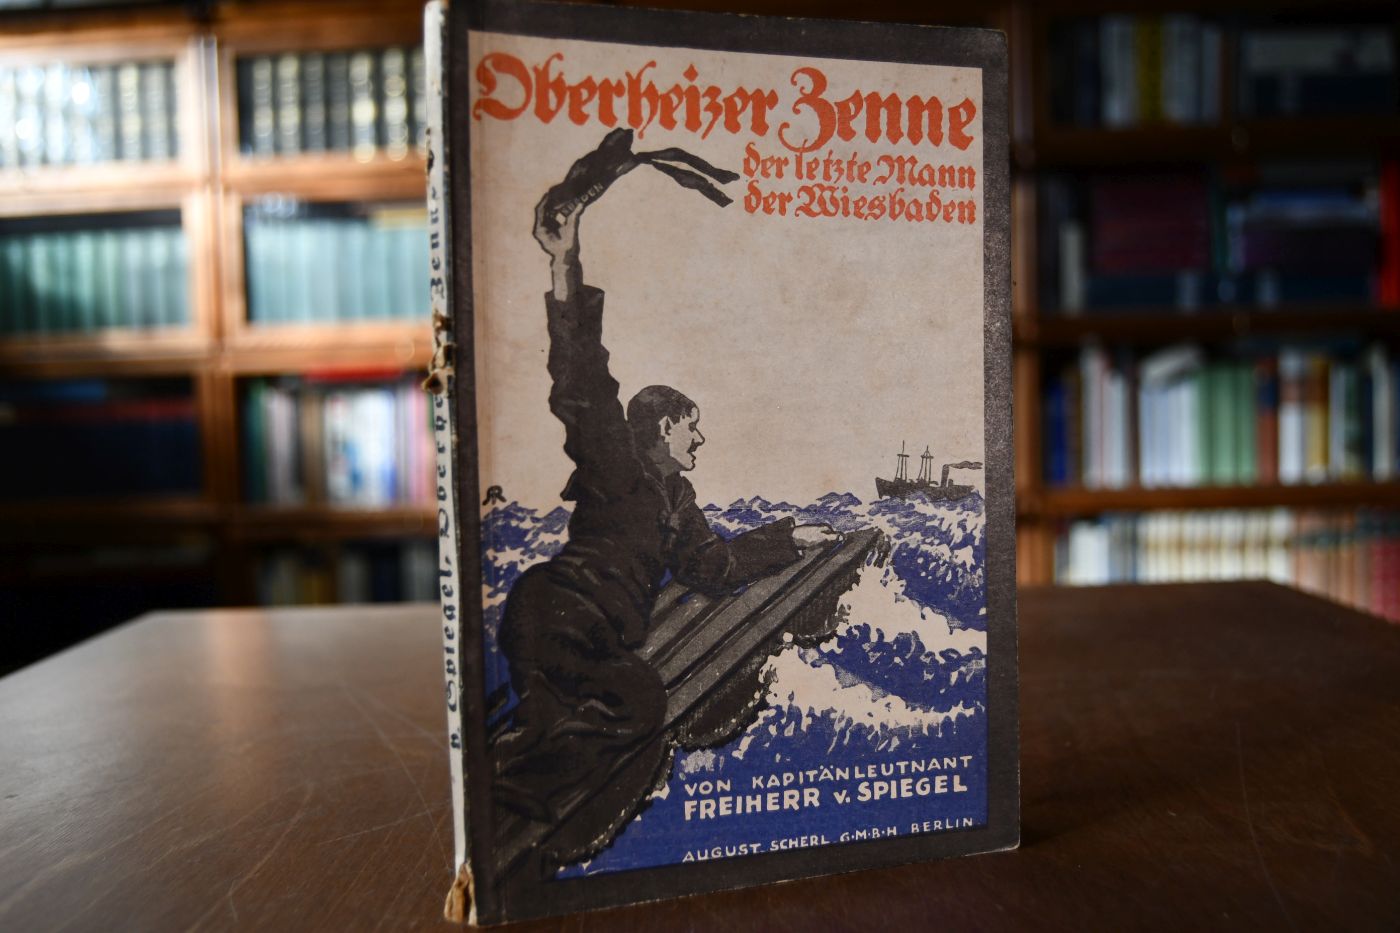 Oberheizer Zenne
der letzte Mann
der Wiesbaden
VON KAPITÄNLEUTNANT
FREIHERR v. SPIEGEL
AUGUST SCHERL G·M·B·H. BERLIN
v. Spiegel, Oberheizer Zenne